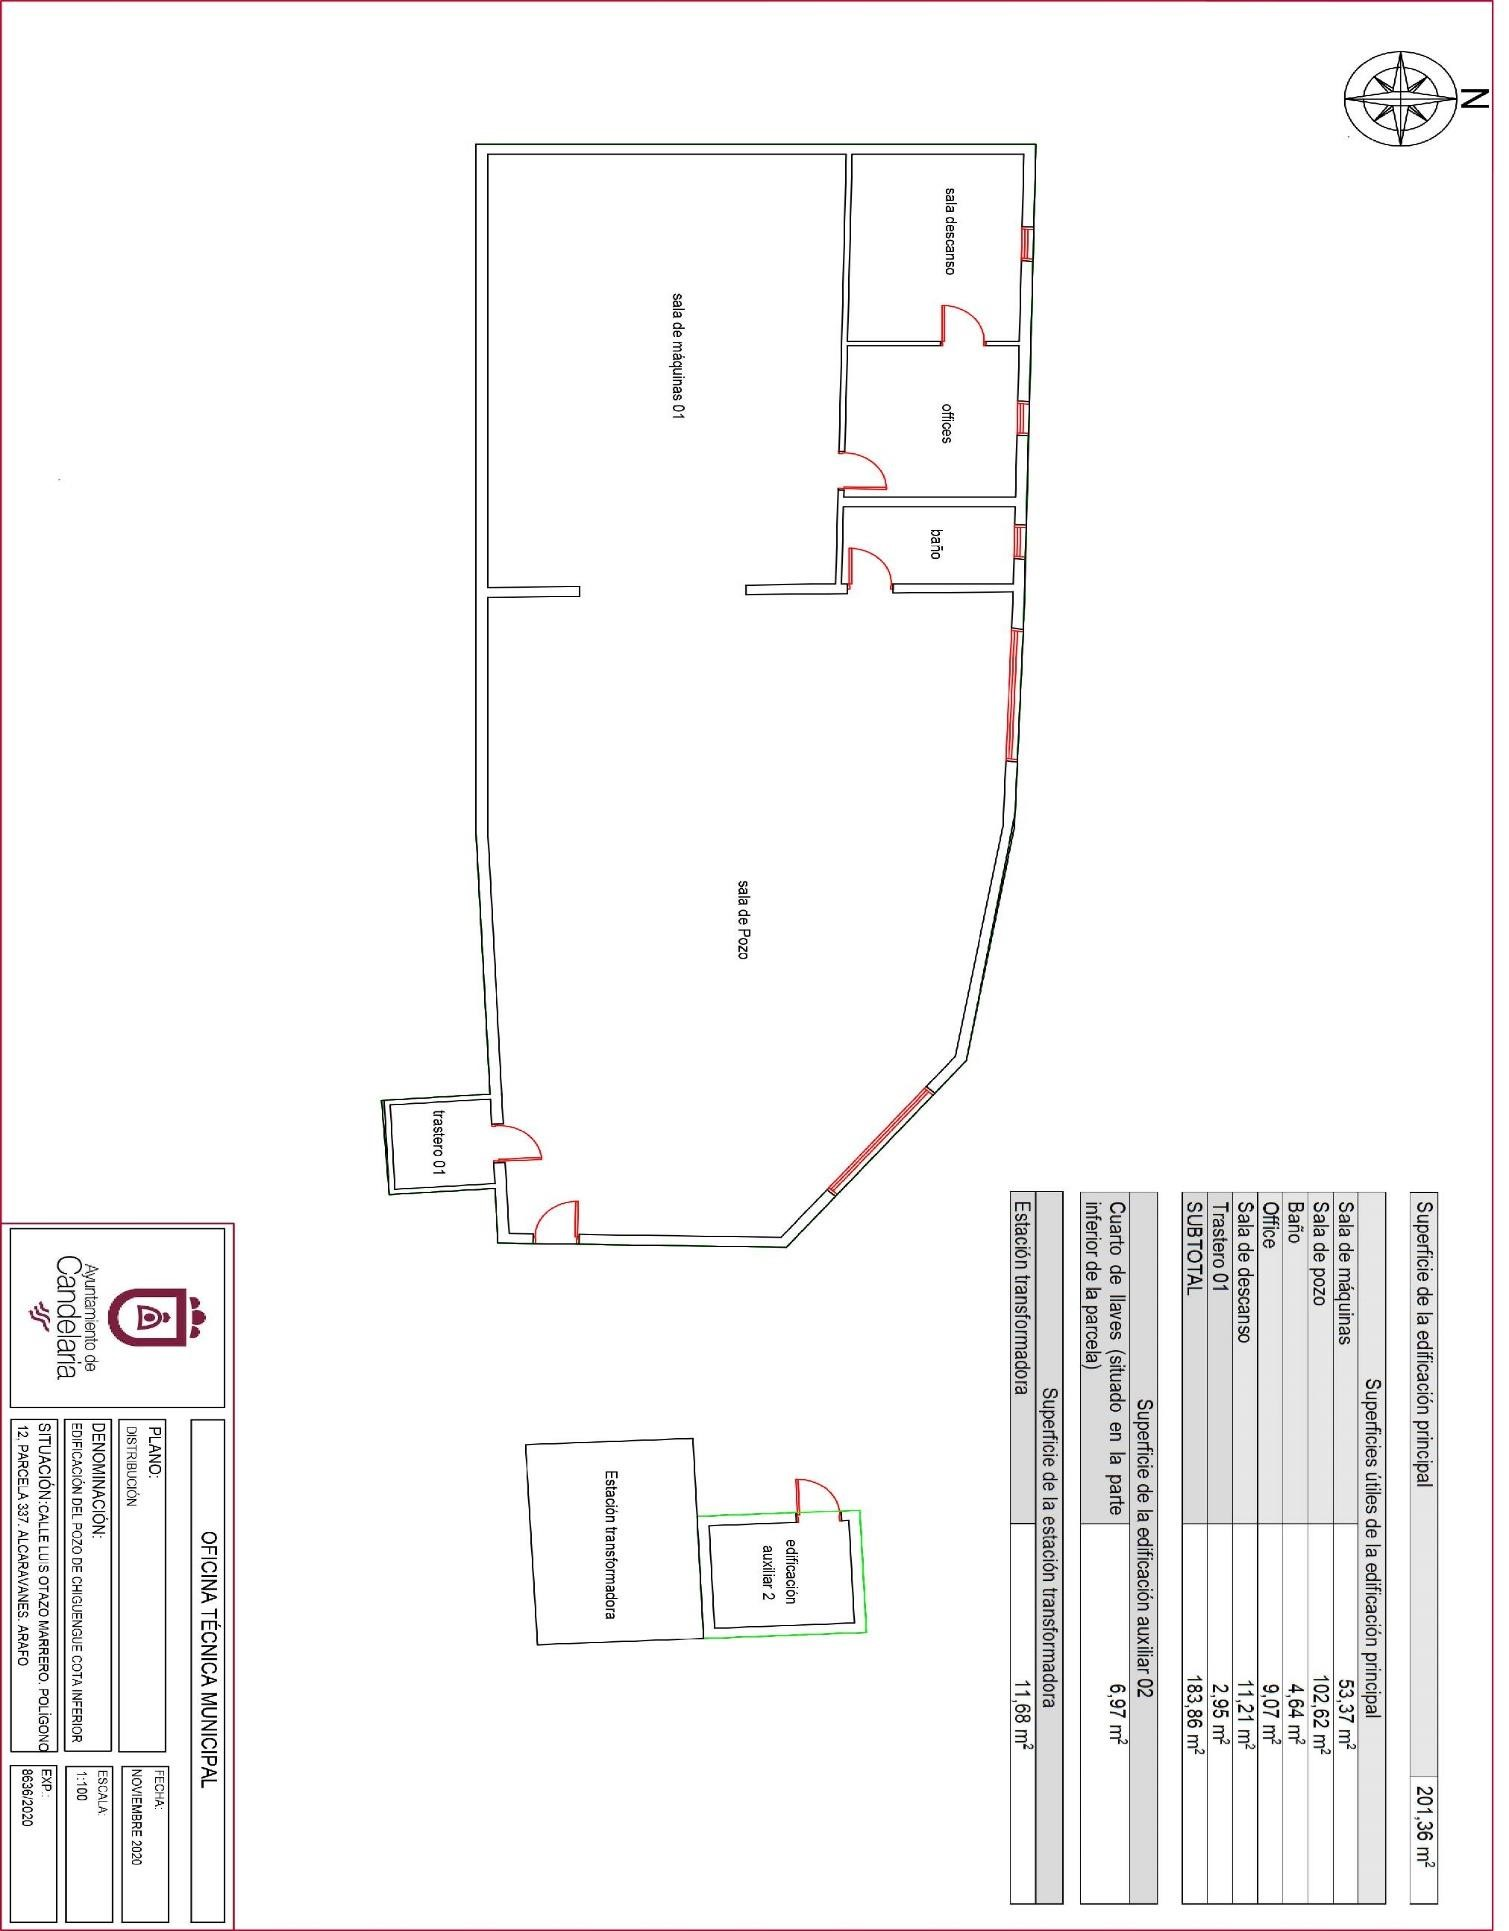 N
sala descanso
offices
baño
sala de máquinas 01
sala de Pozo
trastero 01
Estación transformadora
edificación
auxiliar 2
Superficie de la edificación principal 201,36 m²
Superficies útiles de la edificación principal
Sala de máquinas 53,37 m²
Sala de pozo 102,62 m²
Baño 4,64 m²
Office 9,07 m²
Sala de descanso 11,21 m²
Trastero 01 2,95 m²
SUBTOTAL 183,86 m²
Superficie de la edificación auxiliar 02
Cuarto de llaves (situado en la parte
inferior de la parcela) 6,97 m²
Superficie de la estación transformadora
Estación transformadora 11,68 m²
Ayuntamiento de
Candelaria
OFICINA TÉCNICA MUNICIPAL
PLANO:
DISTRIBUCIÓN
FECHA:
NOVIEMBRE 2020
DENOMINACIÓN:
EDIFICACIÓN DEL POZO DE CHIGUENGUE COTA INFERIOR
ESCALA:
1:100
SITUACIÓN:CALLE LUIS OTAZO MARRERO. POLÍGONO
12, PARCELA 337. ALCARAVANES. ARAFO
EXP.:
8636/2020